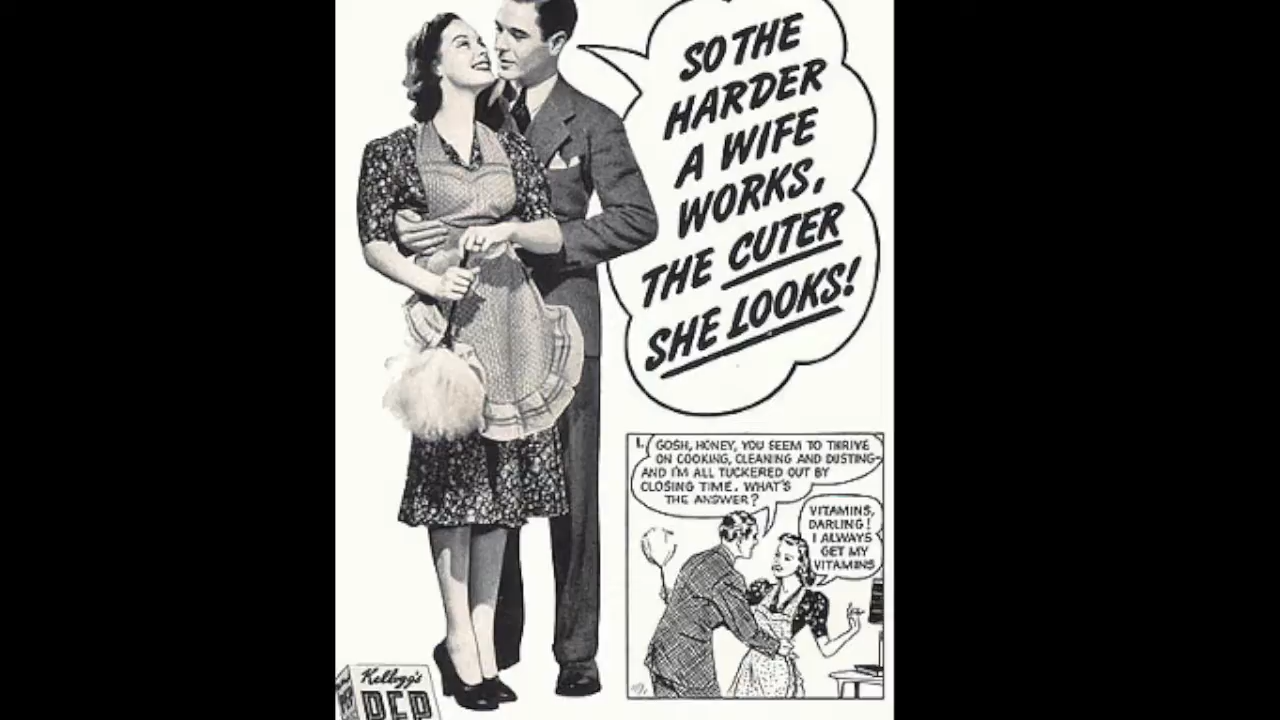 SO THE
HARDER
A WIFE
WORKS,
THE CUTER
SHE LOOKS!
1. GOSH, HONEY, YOU SEEM TO THRIVE
ON COOKING, CLEANING AND DUSTING-
AND I'M ALL TUCKERED OUT BY
CLOSING TIME. WHAT'S
THE ANSWER?
VITAMINS,
DARLING!
I ALWAYS
GET MY
VITAMINS
Kellogg's
PEP